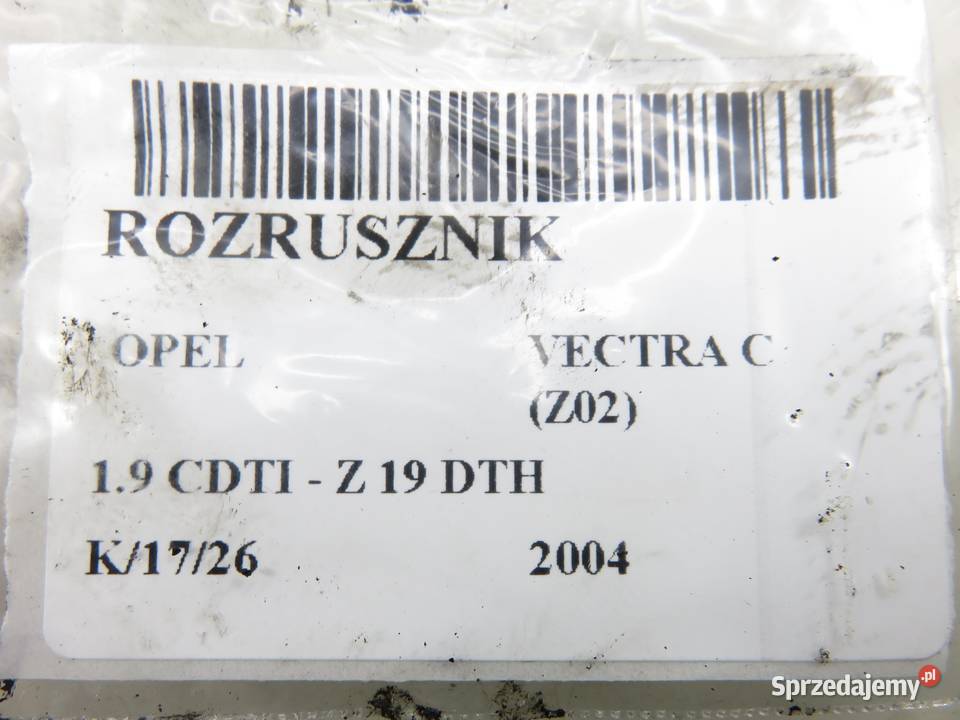 ROZRUSZNIK
OPEL VECTRA C
(Z02)
1.9 CDTI - Z 19 DTH
K/17/26 2004
Sprzedajemy.pl